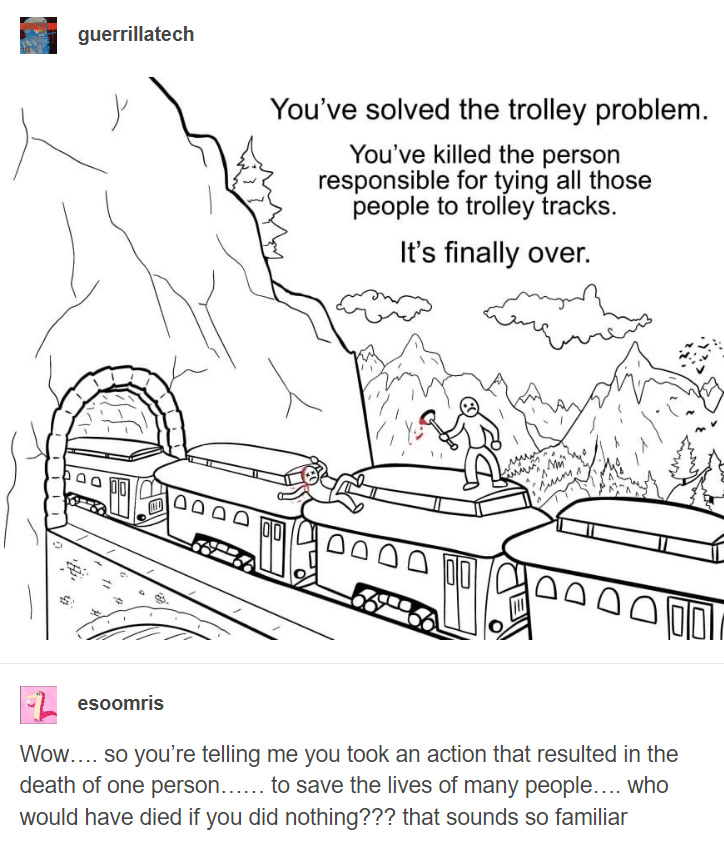 guerrillatech
You've solved the trolley problem.
You've killed the person
responsible for tying all those
people to trolley tracks.
It's finally over.
esoomris
Wow.... so you're telling me you took an action that resulted in the
death of one person...... to save the lives of many people.... who
would have died if you did nothing??? that sounds so familiar